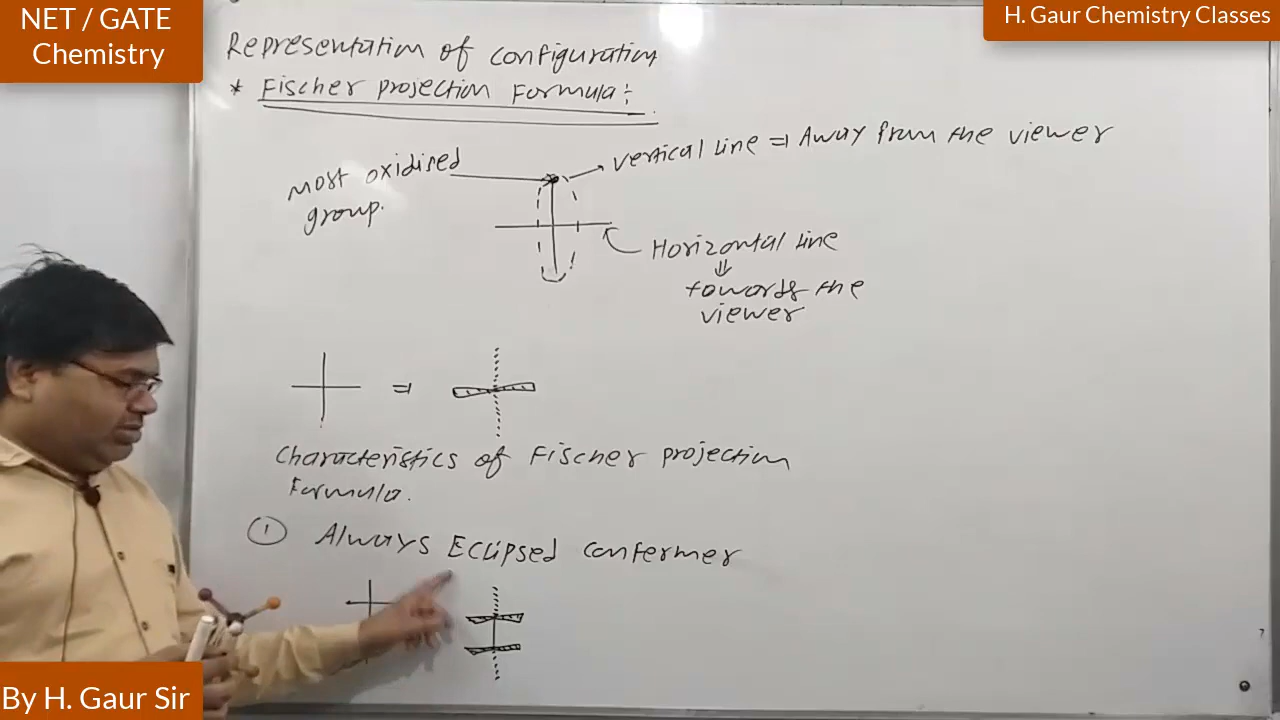 NET / GATE
Chemistry
H. Gaur Chemistry Classes
Representation of configuration
* Fischer projection Formula :
most oxidised
group.
vertical line ⇒ Away from the viewer
Horizontal line
⇓
towards the
viewer
=
Characteristics of Fischer projection
Formula.
① Always Eclipsed confermer
By H. Gaur Sir